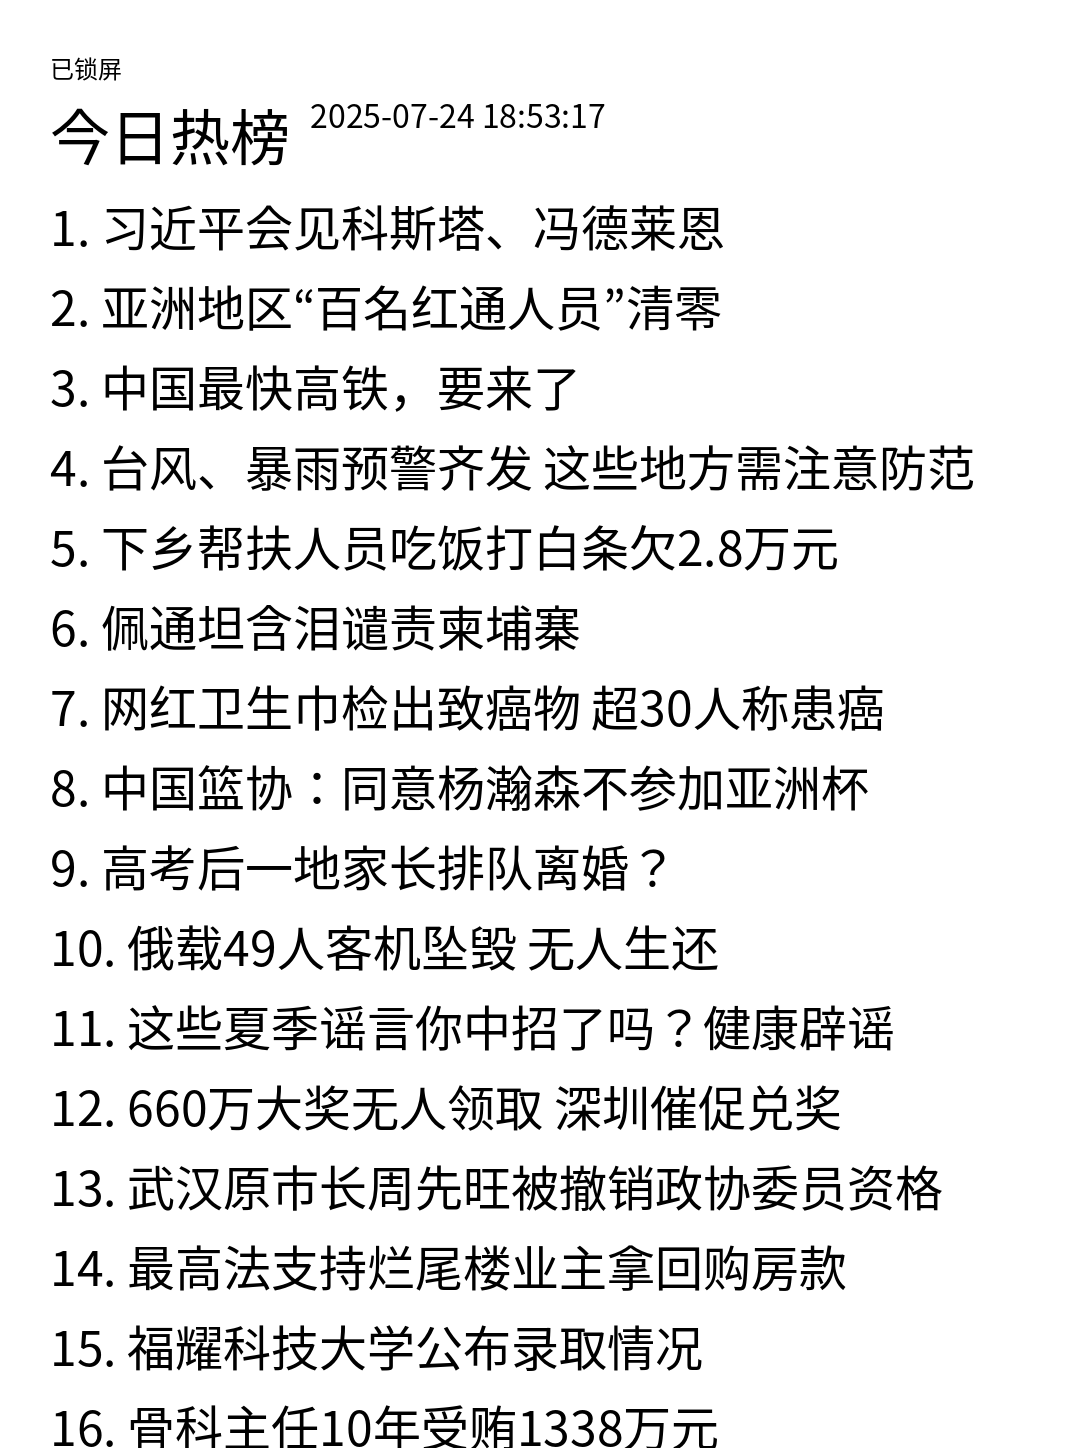 已锁屏
今日热榜 2025-07-24 18:53:17
1. 习近平会见科斯塔、冯德莱恩
2. 亚洲地区“百名红通人员”清零
3. 中国最快高铁，要来了
4. 台风、暴雨预警齐发 这些地方需注意防范
5. 下乡帮扶人员吃饭打白条欠2.8万元
6. 佩通坦含泪谴责柬埔寨
7. 网红卫生巾检出致癌物 超30人称患癌
8. 中国篮协：同意杨瀚森不参加亚洲杯
9. 高考后一地家长排队离婚？
10. 俄载49人客机坠毁 无人生还
11. 这些夏季谣言你中招了吗？健康辟谣
12. 660万大奖无人领取 深圳催促兑奖
13. 武汉原市长周先旺被撤销政协委员资格
14. 最高法支持烂尾楼业主拿回购房款
15. 福耀科技大学公布录取情况
16. 骨科主任10年受贿1338万元